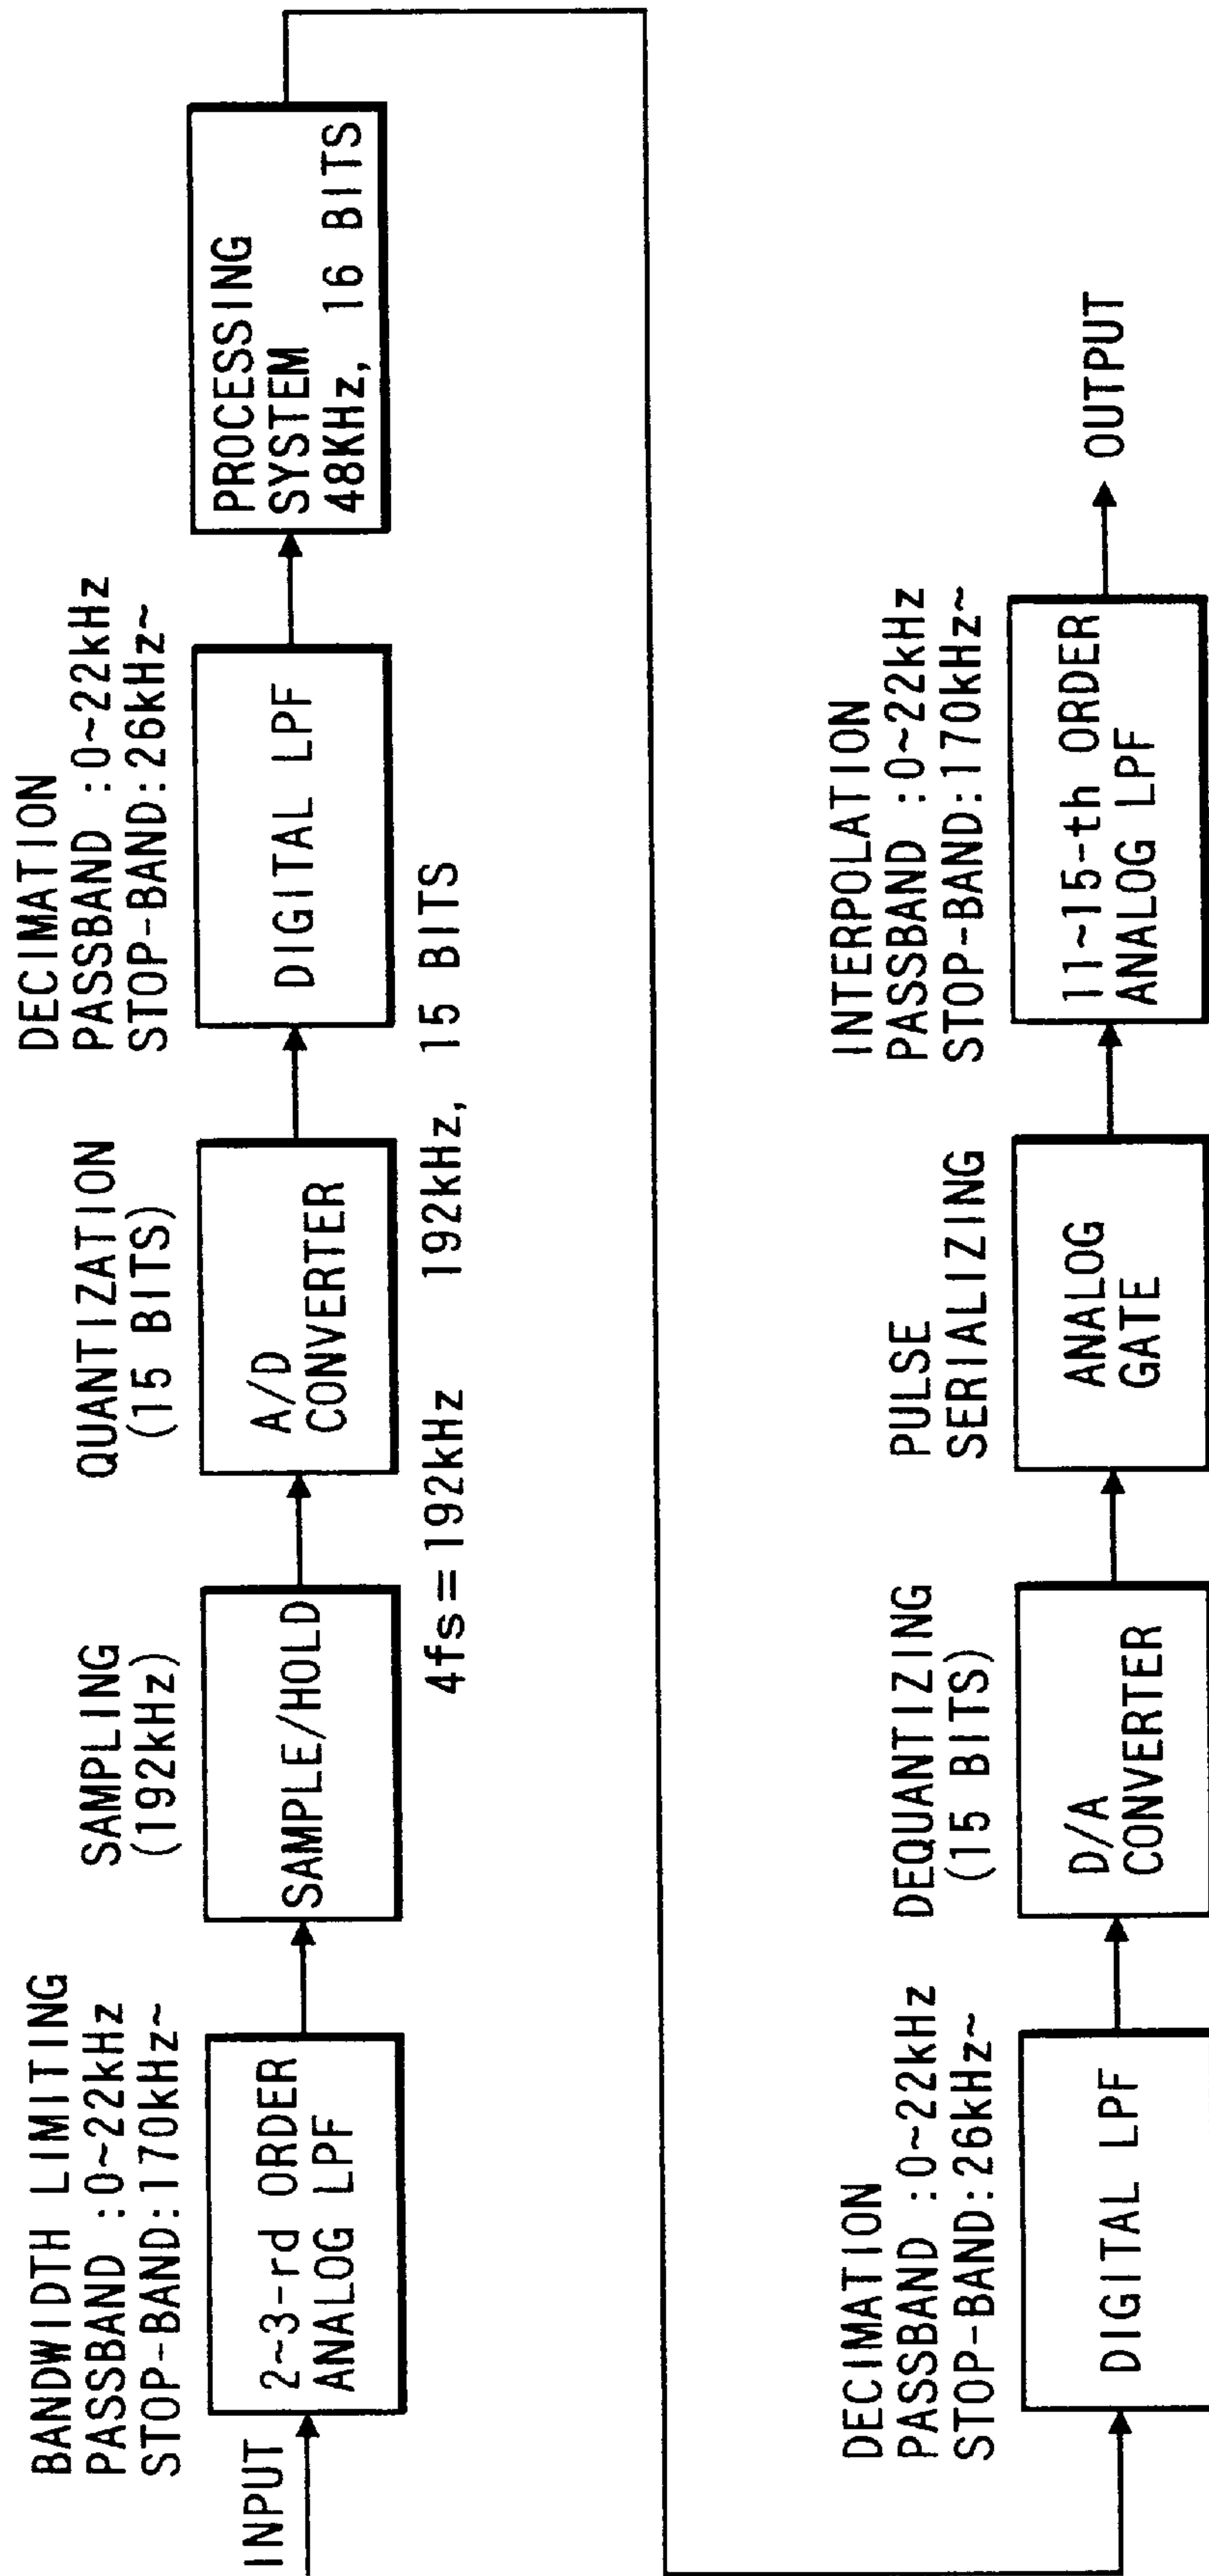 BANDWIDTH LIMITING
PASSBAND :0~22kHz
STOP-BAND:170kHz~
INPUT
2~3-rd ORDER
ANALOG LPF
SAMPLING
(192kHz)
SAMPLE/HOLD
4fs=192kHz
QUANTIZATION
(15 BITS)
A/D
CONVERTER
192kHz, 15 BITS
DECIMATION
PASSBAND :0~22kHz
STOP-BAND:26kHz~
DIGITAL LPF
PROCESSING
SYSTEM
48KHz, 16 BITS
DECIMATION
PASSBAND :0~22kHz
STOP-BAND:26kHz~
DIGITAL LPF
DEQUANTIZING
(15 BITS)
D/A
CONVERTER
PULSE
SERIALIZING
ANALOG
GATE
INTERPOLATION
PASSBAND :0~22kHz
STOP-BAND:170kHz~
11~15-th ORDER
ANALOG LPF
OUTPUT